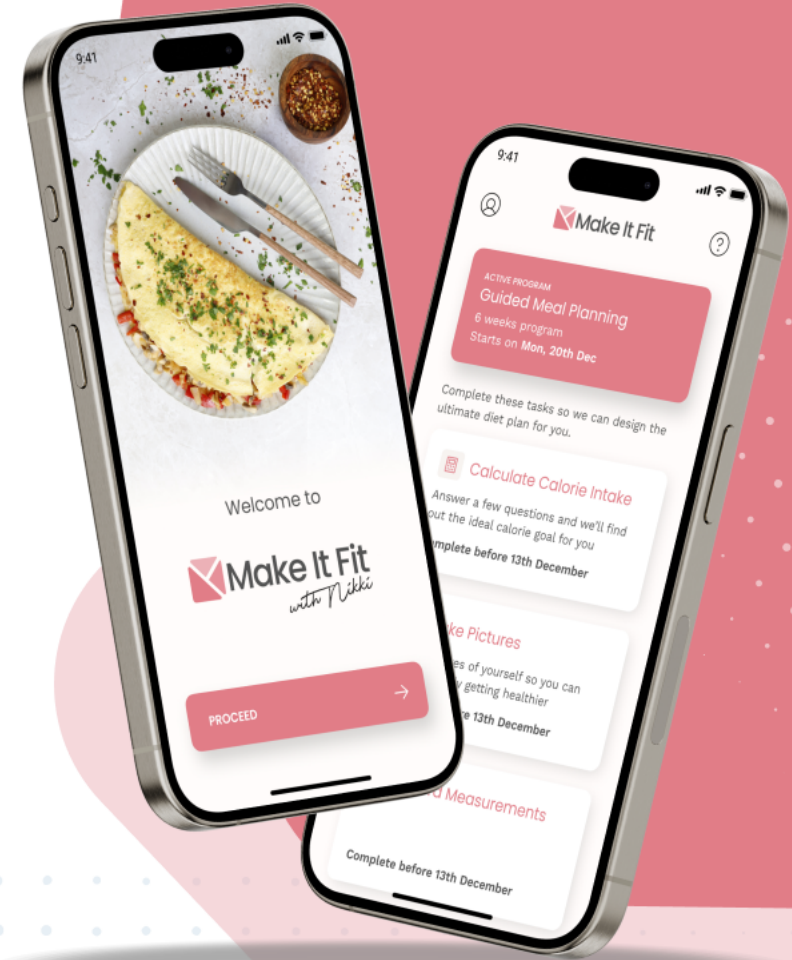 9:41
Welcome to
Make It Fit
with Nikki
PROCEED
9:41
Make It Fit
?
ACTIVE PROGRAM
Guided Meal Planning
6 weeks program
Starts on Mon, 20th Dec
Complete these tasks so we can design the
ultimate diet plan for you.
Calculate Calorie Intake
Answer a few questions and we'll find
out the ideal calorie goal for you
mplete before 13th December
ke Pictures
es of yourself so you can
y getting healthier
re 13th December
d Measurements
Complete before 13th December